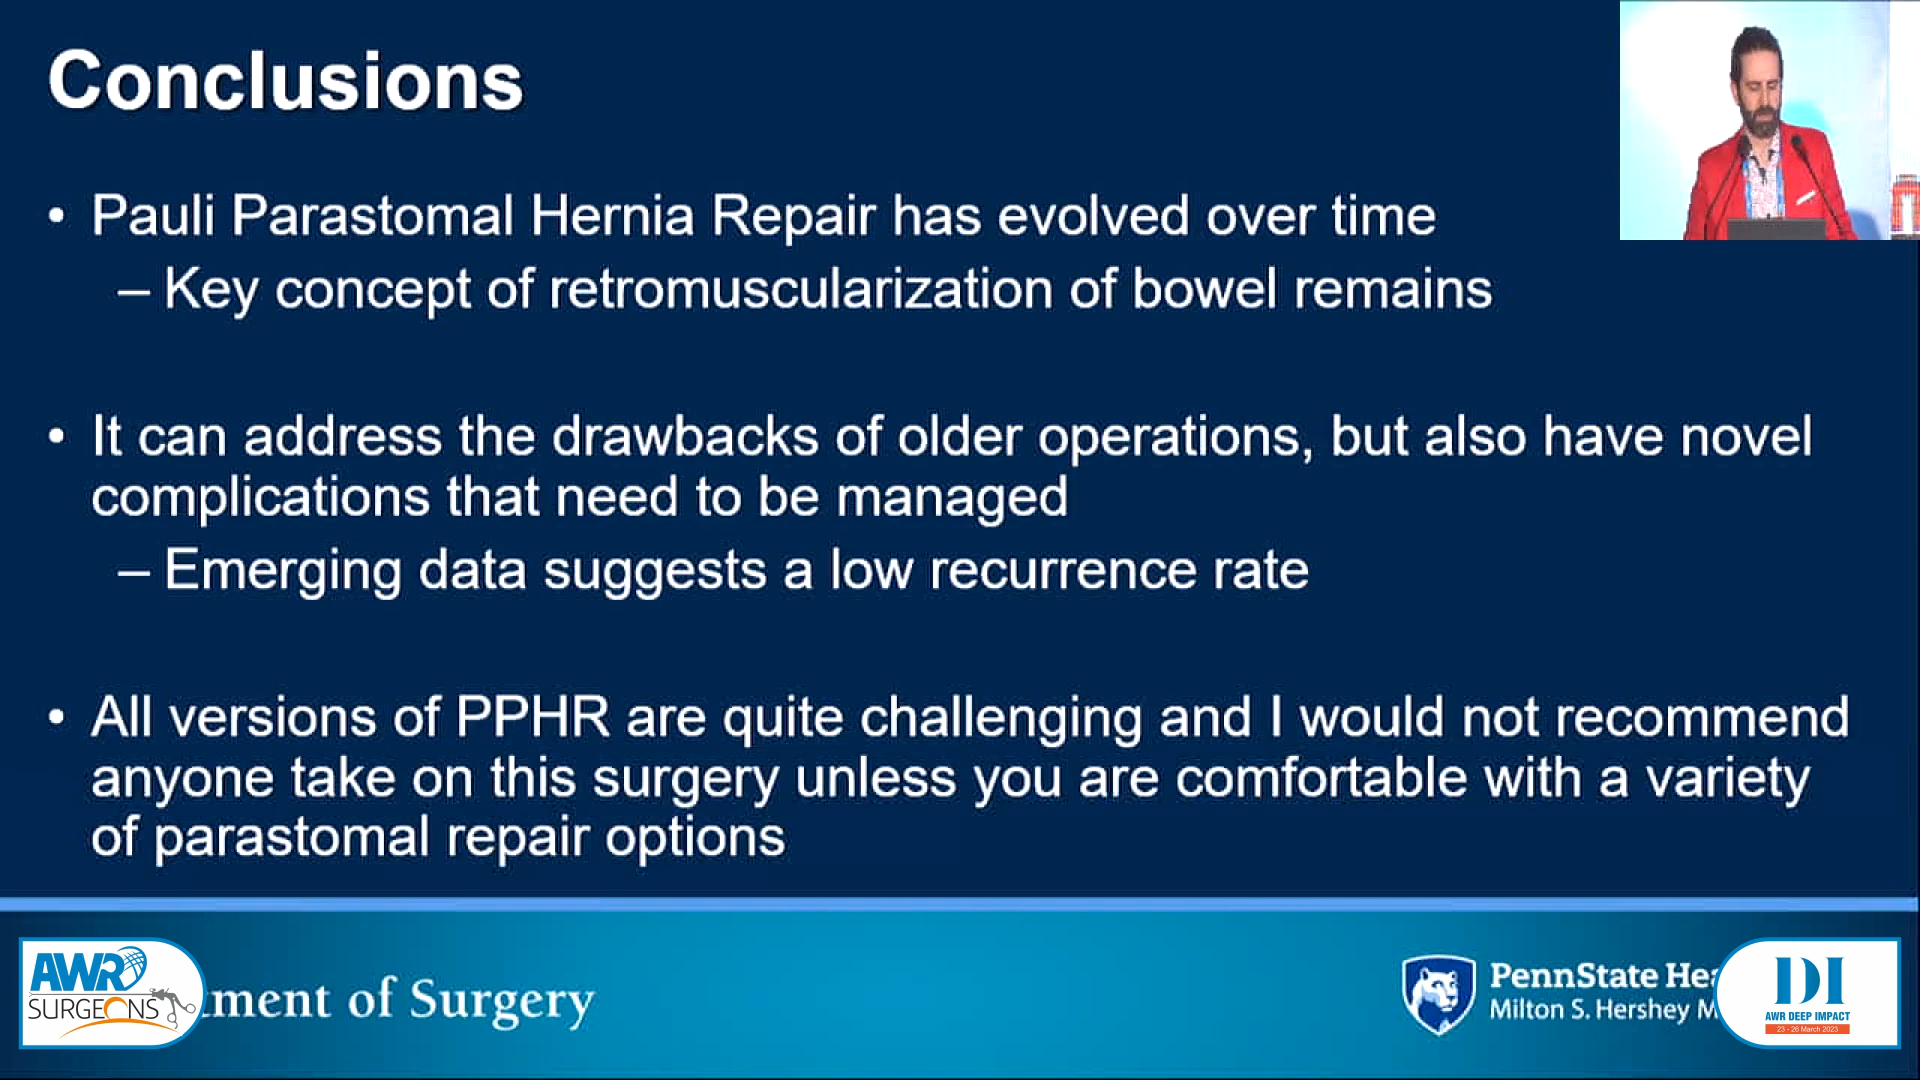 Conclusions
• Pauli Parastomal Hernia Repair has evolved over time
– Key concept of retromuscularization of bowel remains
• It can address the drawbacks of older operations, but also have novel
complications that need to be managed
– Emerging data suggests a low recurrence rate
• All versions of PPHR are quite challenging and I would not recommend
anyone take on this surgery unless you are comfortable with a variety
of parastomal repair options
AWR
SURGEONS
of Surgery
PennState
Milton S. Hershey
DI
AWR DEEP IMPACT
23 - 26 March 2023